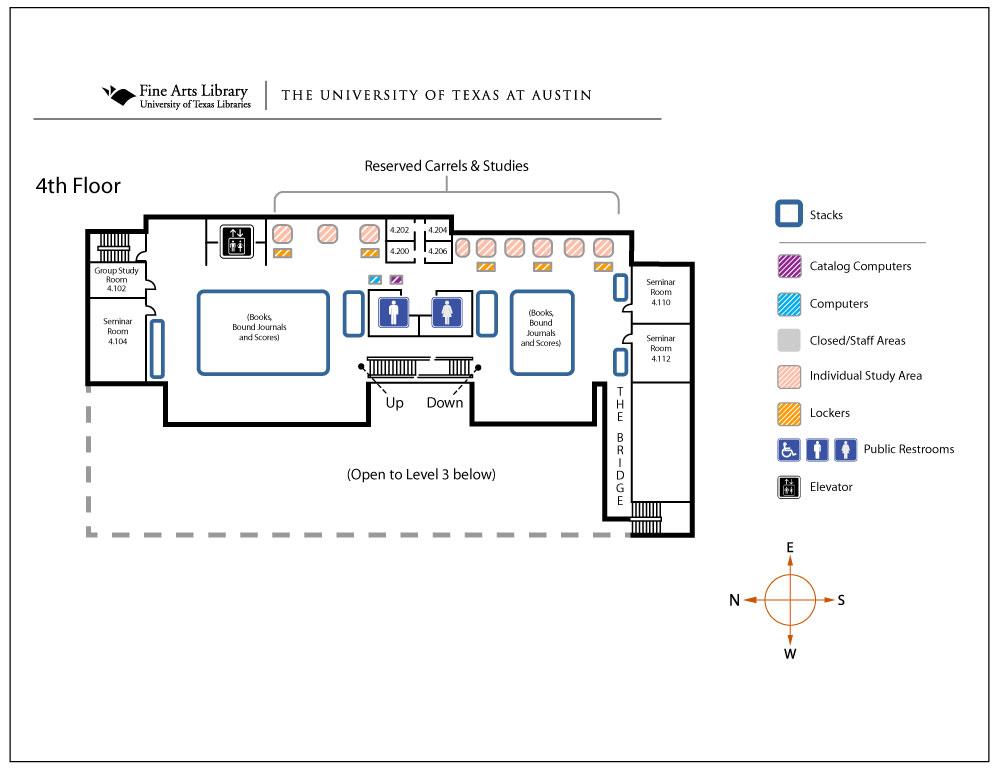 Fine Arts Library
University of Texas Libraries
THE UNIVERSITY OF TEXAS AT AUSTIN
4th Floor
Reserved Carrels & Studies
4.202
4.204
4.200
4.206
Group Study
Room
4.102
Seminar
Room
4.104
(Books,
Bound Journals
and Scores)
(Books,
Bound
Journals
and Scores)
Seminar
Room
4.110
Seminar
Room
4.112
Up
Down
THE BRIDGE
(Open to Level 3 below)
Stacks
Catalog Computers
Computers
Closed/Staff Areas
Individual Study Area
Lockers
Public Restrooms
Elevator
E
N
S
W